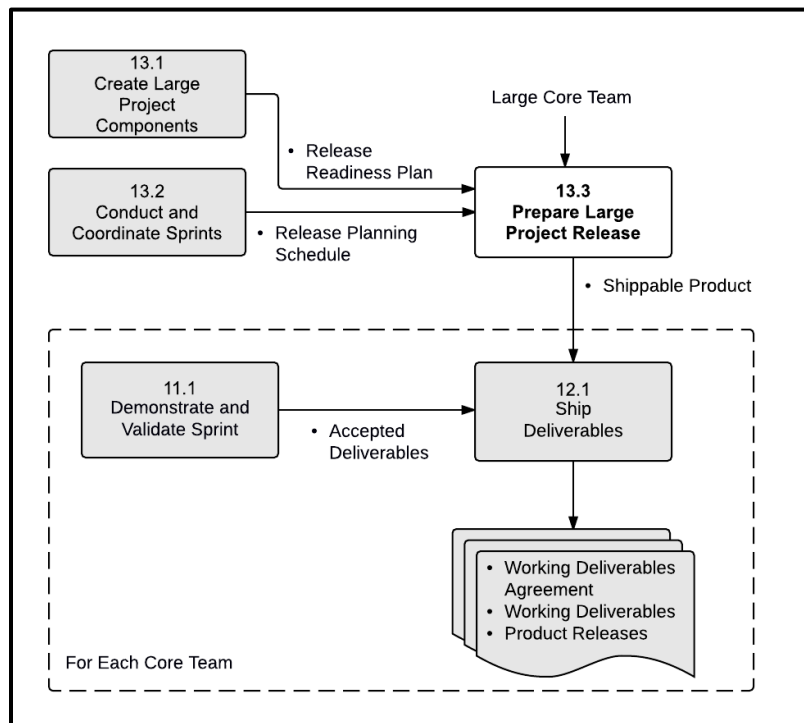 13.1
Create Large
Project
Components
Large Core Team
• Release
Readiness Plan
13.2
Conduct and
Coordinate Sprints
• Release Planning
Schedule
13.3
Prepare Large
Project Release
• Shippable Product
11.1
Demonstrate and
Validate Sprint
• Accepted
Deliverables
12.1
Ship
Deliverables
• Working Deliverables
Agreement
• Working Deliverables
• Product Releases
For Each Core Team